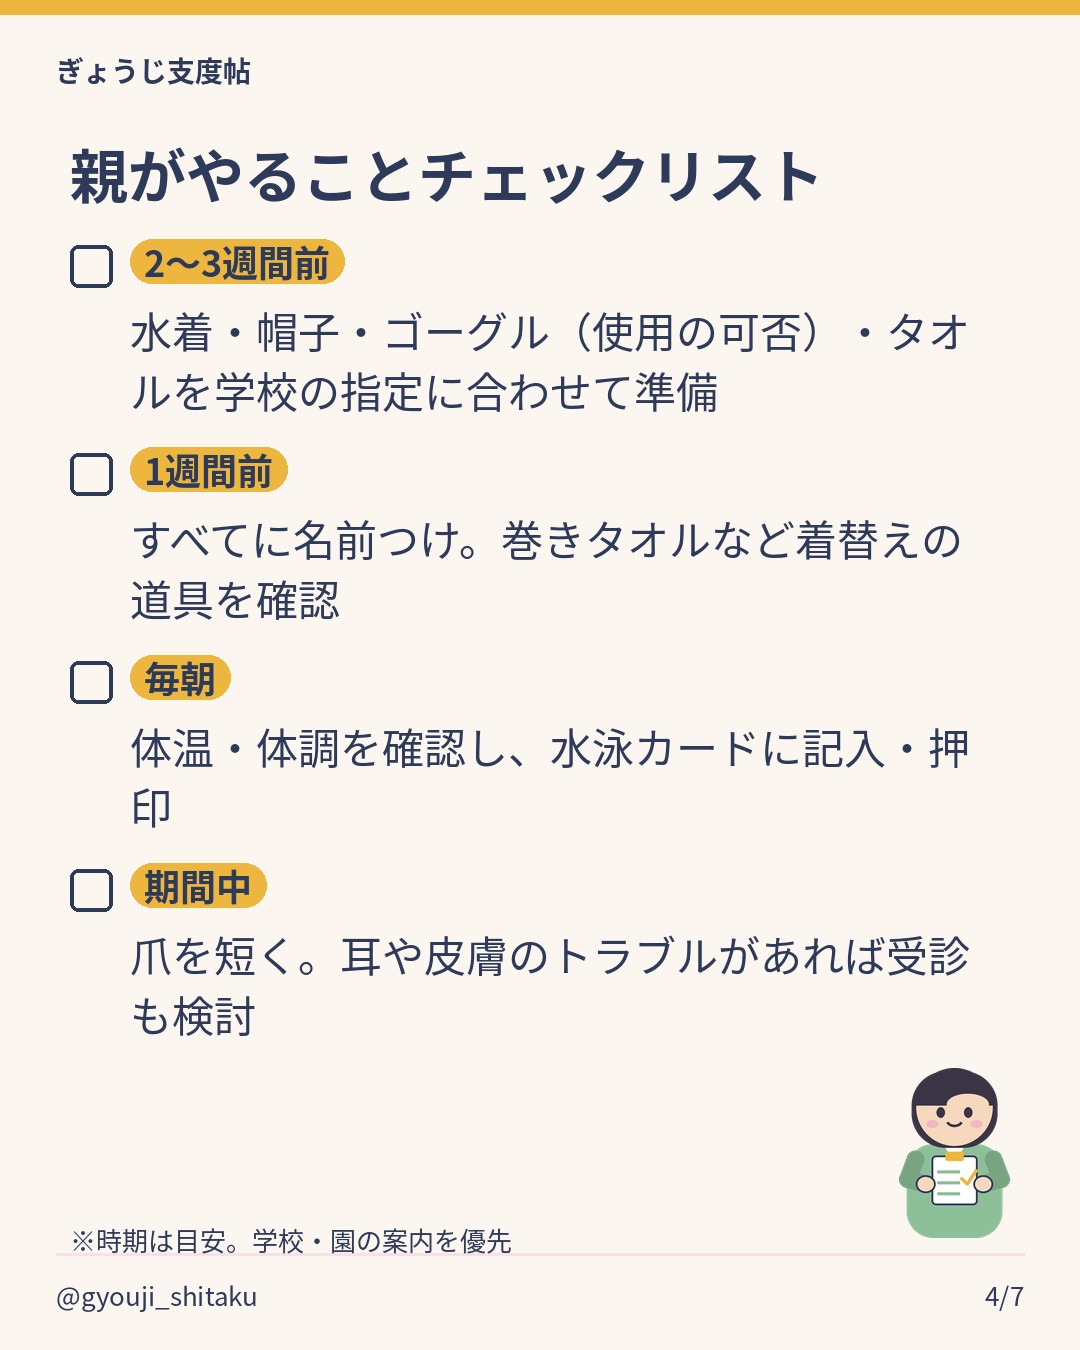 ぎょうじ支度帖
親がやることチェックリスト
2〜3週間前
水着・帽子・ゴーグル（使用の可否）・タオ
ルを学校の指定に合わせて準備
1週間前
すべてに名前つけ。巻きタオルなど着替えの
道具を確認
毎朝
体温・体調を確認し、水泳カードに記入・押
印
期間中
爪を短く。耳や皮膚のトラブルがあれば受診
も検討
※時期は目安。学校・園の案内を優先
@gyouji_shitaku
4/7